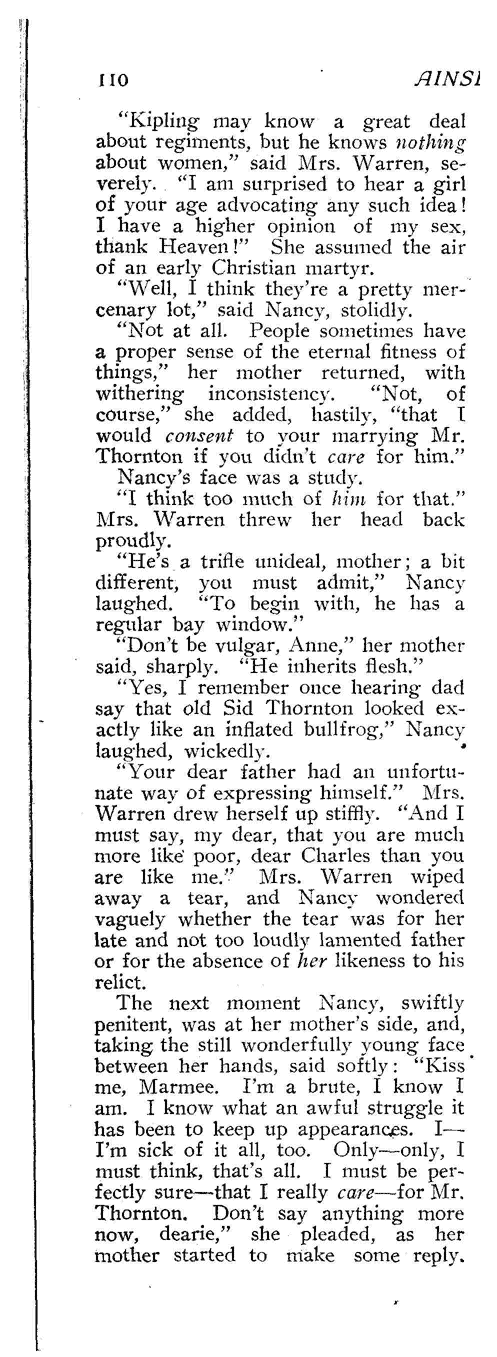 110 AINSL
"Kipling may know a great deal
about regiments, but he knows nothing
about women," said Mrs. Warren, se-
verely. "I am surprised to hear a girl
of your age advocating any such idea!
I have a higher opinion of my sex,
thank Heaven!" She assumed the air
of an early Christian martyr.
"Well, I think they're a pretty mer-
cenary lot," said Nancy, stolidly.
"Not at all. People sometimes have
a proper sense of the eternal fitness of
things," her mother returned, with
withering inconsistency. "Not, of
course," she added, hastily, "that I
would consent to your marrying Mr.
Thornton if you didn't care for him."
Nancy's face was a study.
"I think too much of him for that."
Mrs. Warren threw her head back
proudly.
"He's a trifle unideal, mother; a bit
different, you must admit," Nancy
laughed. "To begin with, he has a
regular bay window."
"Don't be vulgar, Anne," her mother
said, sharply. "He inherits flesh."
"Yes, I remember once hearing dad
say that old Sid Thornton looked ex-
actly like an inflated bullfrog," Nancy
laughed, wickedly.
"Your dear father had an unfortu-
nate way of expressing himself." Mrs.
Warren drew herself up stiffly. "And I
must say, my dear, that you are much
more like poor, dear Charles than you
are like me." Mrs. Warren wiped
away a tear, and Nancy wondered
vaguely whether the tear was for her
late and not too loudly lamented father
or for the absence of her likeness to his
relict.
The next moment Nancy, swiftly
penitent, was at her mother's side, and,
taking the still wonderfully young face
between her hands, said softly: "Kiss
me, Marmee. I'm a brute, I know I
am. I know what an awful struggle it
has been to keep up appearances. I—
I'm sick of it all, too. Only—only, I
must think, that's all. I must be per-
fectly sure—that I really care—for Mr.
Thornton. Don't say anything more
now, dearie," she pleaded, as her
mother started to make some reply.